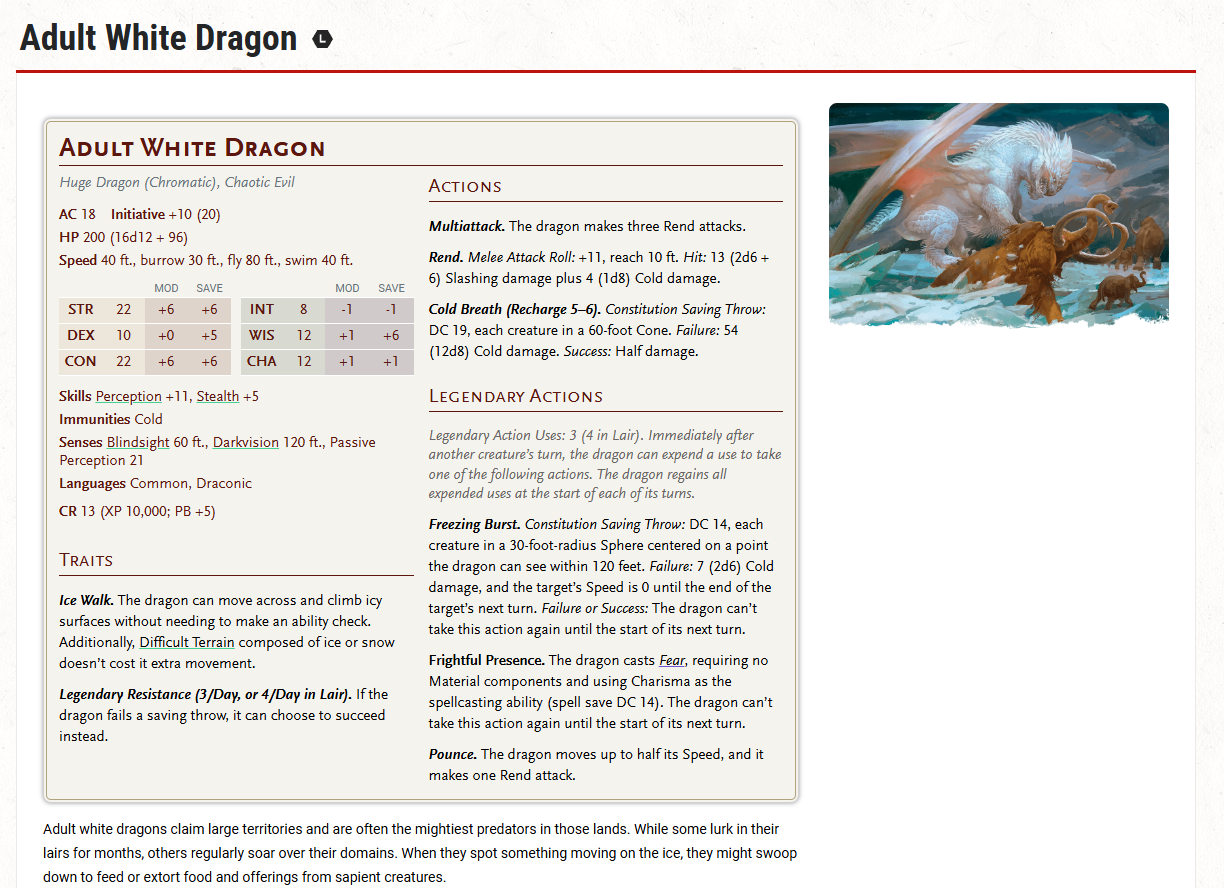 Adult White Dragon L
Adult White Dragon
Huge Dragon (Chromatic), Chaotic Evil
AC 18 Initiative +10 (20)
HP 200 (16d12 + 96)
Speed 40 ft., burrow 30 ft., fly 80 ft., swim 40 ft.
MOD SAVE MOD SAVE
STR 22 +6 +6 INT 8 -1 -1
DEX 10 +0 +5 WIS 12 +1 +6
CON 22 +6 +6 CHA 12 +1 +1
Skills Perception +11, Stealth +5
Immunities Cold
Senses Blindsight 60 ft., Darkvision 120 ft., Passive
Perception 21
Languages Common, Draconic
CR 13 (XP 10,000; PB +5)
Traits
Ice Walk. The dragon can move across and climb icy
surfaces without needing to make an ability check.
Additionally, Difficult Terrain composed of ice or snow
doesn't cost it extra movement.
Legendary Resistance (3/Day, or 4/Day in Lair). If the
dragon fails a saving throw, it can choose to succeed
instead.
Actions
Multiattack. The dragon makes three Rend attacks.
Rend. Melee Attack Roll: +11, reach 10 ft. Hit: 13 (2d6 +
6) Slashing damage plus 4 (1d8) Cold damage.
Cold Breath (Recharge 5–6). Constitution Saving Throw:
DC 19, each creature in a 60-foot Cone. Failure: 54
(12d8) Cold damage. Success: Half damage.
Legendary Actions
Legendary Action Uses: 3 (4 in Lair). Immediately after
another creature's turn, the dragon can expend a use to take
one of the following actions. The dragon regains all
expended uses at the start of each of its turns.
Freezing Burst. Constitution Saving Throw: DC 14, each
creature in a 30-foot-radius Sphere centered on a point
the dragon can see within 120 feet. Failure: 7 (2d6) Cold
damage, and the target's Speed is 0 until the end of the
target's next turn. Failure or Success: The dragon can't
take this action again until the start of its next turn.
Frightful Presence. The dragon casts Fear, requiring no
Material components and using Charisma as the
spellcasting ability (spell save DC 14). The dragon can't
take this action again until the start of its next turn.
Pounce. The dragon moves up to half its Speed, and it
makes one Rend attack.
Adult white dragons claim large territories and are often the mightiest predators in those lands. While some lurk in their
lairs for months, others regularly soar over their domains. When they spot something moving on the ice, they might swoop
down to feed or extort food and offerings from sapient creatures.